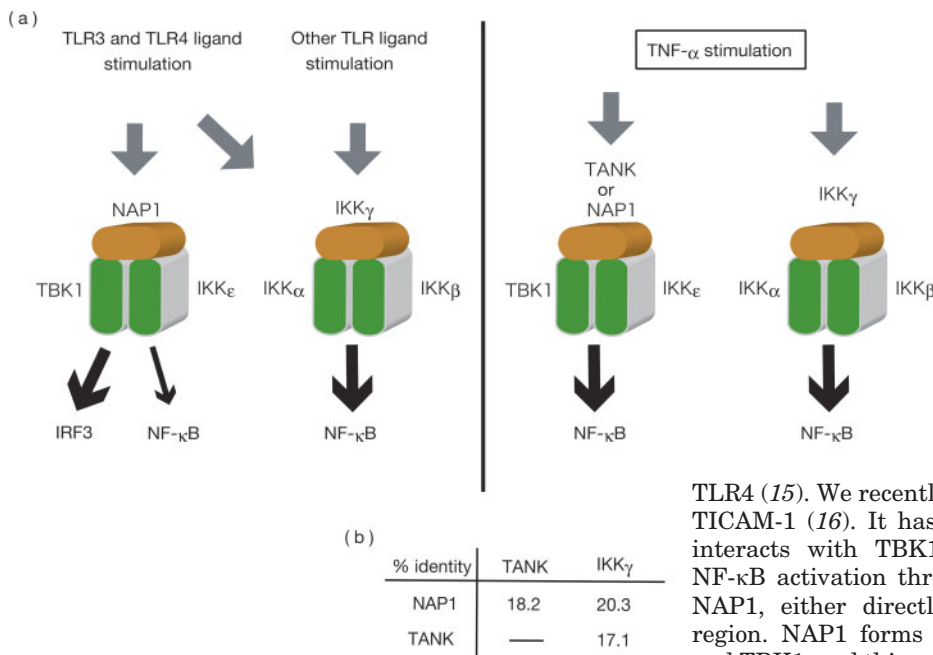 (a)
TLR3 and TLR4 ligand
stimulation
Other TLR ligand
stimulation
TNF-α stimulation
NAP1
IKKγ
TANK
or
NAP1
IKKγ
TBK1
IKKε
IKKα
IKKβ
TBK1
IKKε
IKKα
IKKβ
IRF3
NF-κB
NF-κB
NF-κB
NF-κB
(b)
% identity TANK IKKγ
NAP1 18.2 20.3
TANK — 17.1
TLR4 (15). We recently
TICAM-1 (16). It has
interacts with TBK1
NF-κB activation thr
NAP1, either directl
region. NAP1 forms